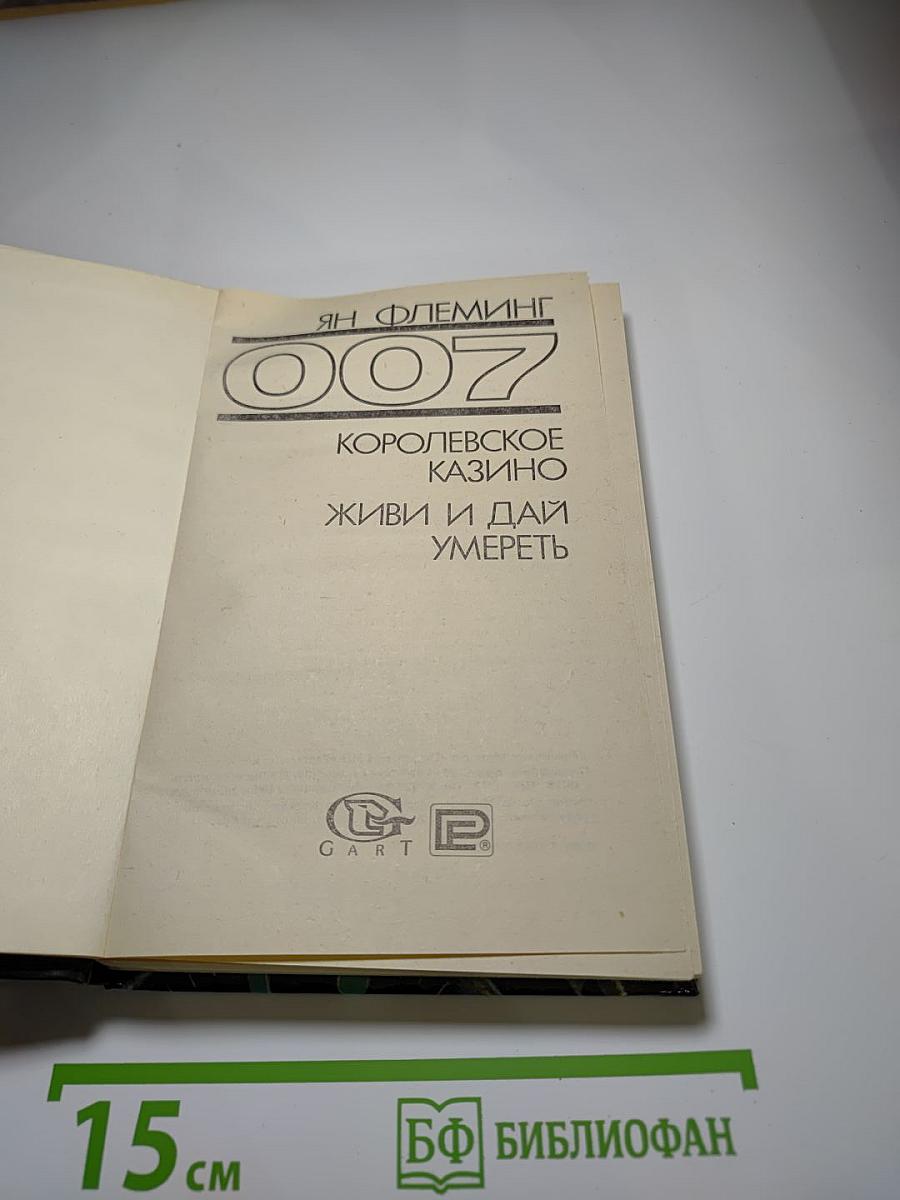 ЯН ФЛЕМИНГ
007
КОРОЛЕВСКОЕ
КАЗИНО
ЖИВИ И ДАЙ
УМЕРЕТЬ
GART
®
15 см
БФ БИБЛИОФАН